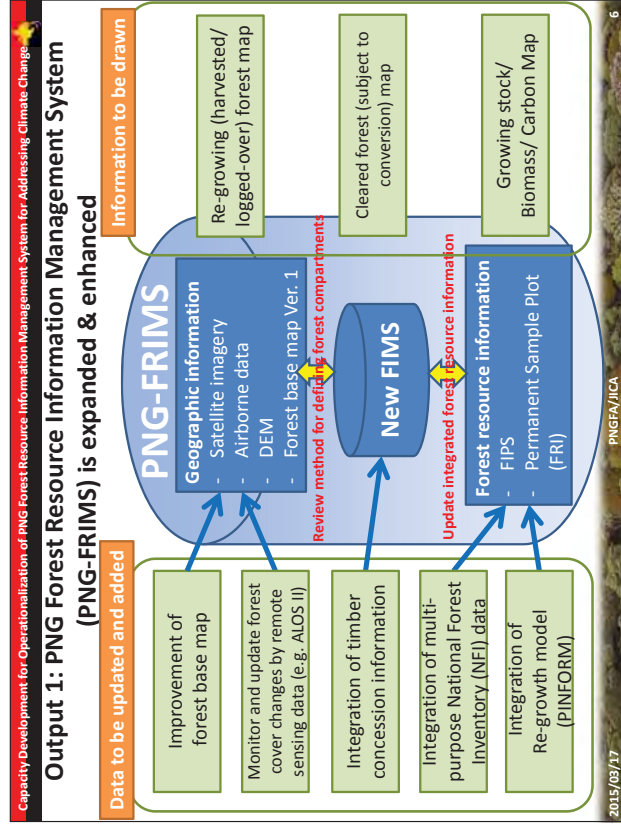 Capacity Development for Operationalization of PNG Forest Resource Information Management System for Addressing Climate Change
Output 1: PNG Forest Resource Information Management System
(PNG-FRIMS) is expanded & enhanced
Data to be updated and added
Improvement of
forest base map
Monitor and update forest
cover changes by remote
sensing data (e.g. ALOS II)
Integration of timber
concession information
Integration of multi-
purpose National Forest
Inventory (NFI) data
Integration of
Re-growth model
(PINFORM)
PNG-FRIMS
Geographic information
- Satellite imagery
- Airborne data
- DEM
- Forest base map Ver. 1
Review method for defining forest compartments
New FIMS
Update integrated forest resource information
Forest resource information
- FIPS
- Permanent Sample Plot
(FRI)
Information to be drawn
Re-growing (harvested/
logged-over) forest map
Cleared forest (subject to
conversion) map
Growing stock/
Biomass/ Carbon Map
2015/03/17
PNGFA/JICA
6